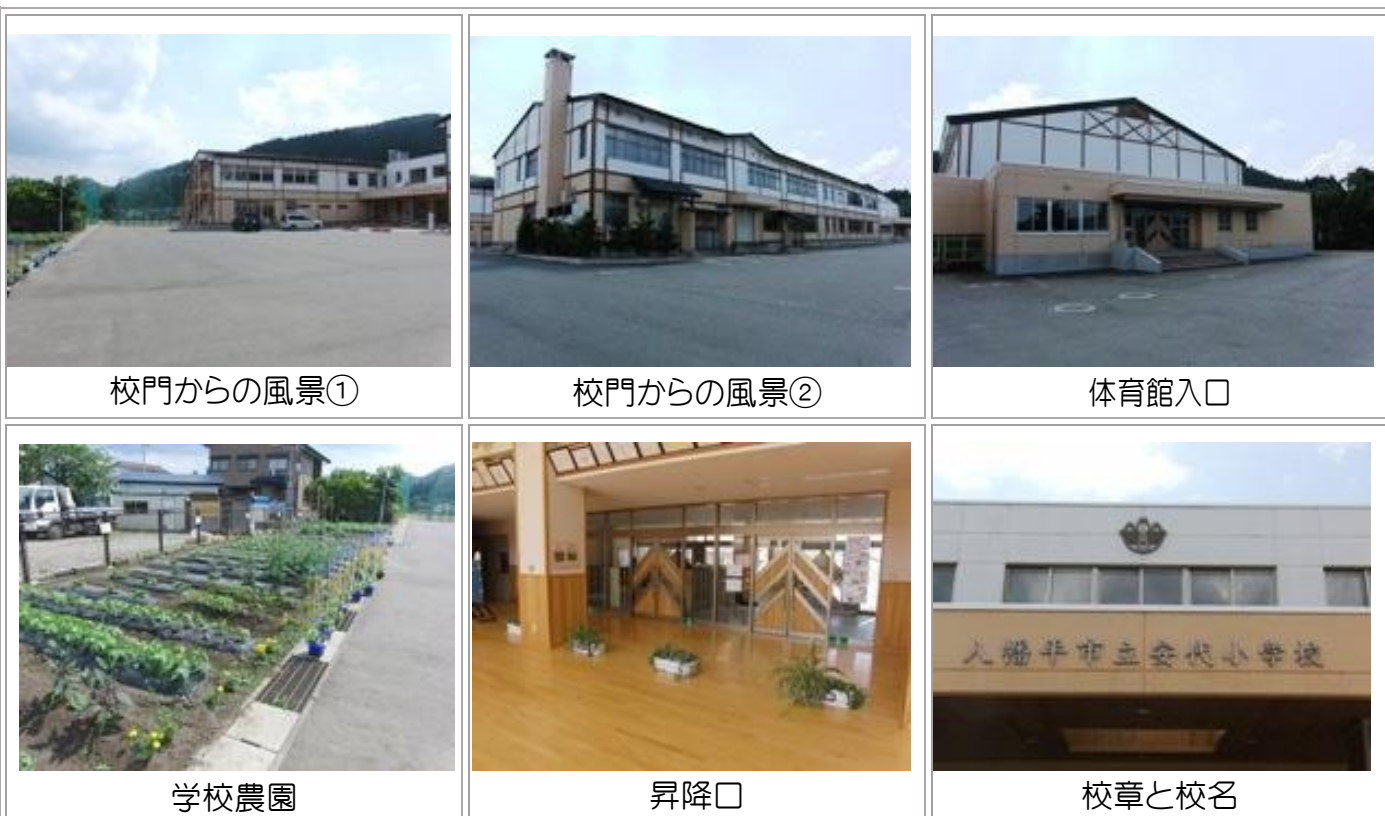 校門からの風景①
校門からの風景②
体育館入口
学校農園
昇降口
八幡平市立安代小学校
校章と校名